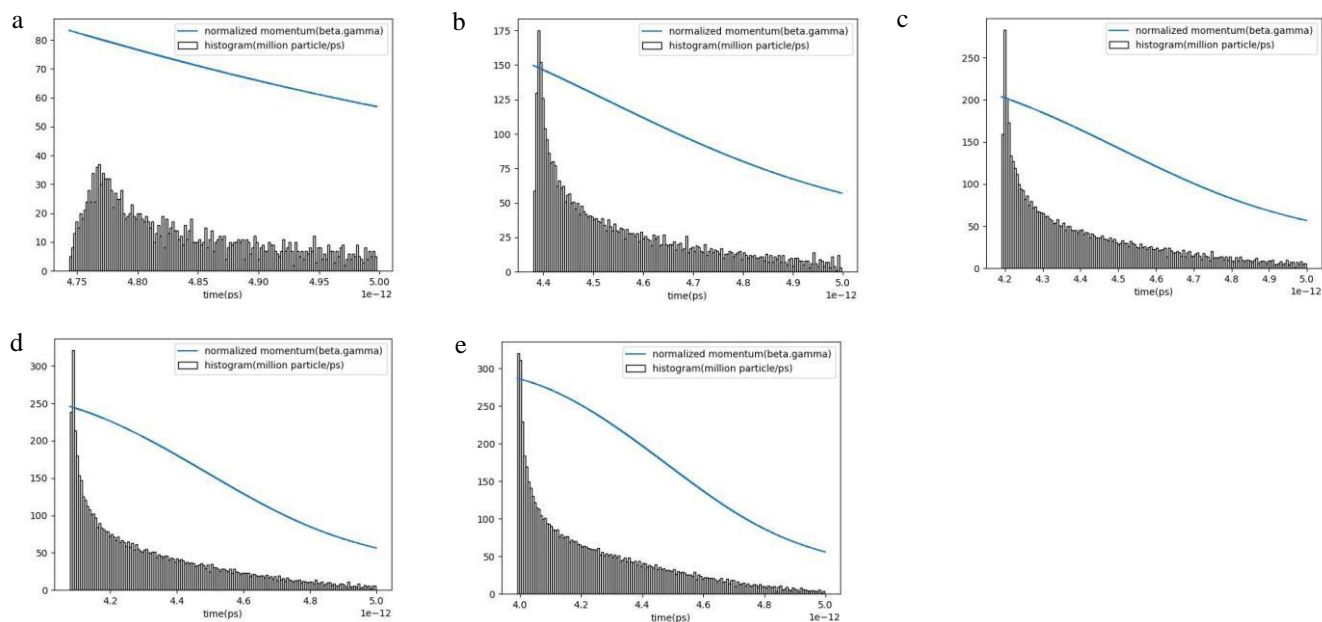 a
normalized momentum(beta.gamma)
histogram(million particle/ps)
80
70
60
50
40
30
20
10
0
4.75 4.80 4.85 4.90 4.95 5.00
time(ps)
1e−12
b
normalized momentum(beta.gamma)
histogram(million particle/ps)
175
150
125
100
75
50
25
0
4.4 4.5 4.6 4.7 4.8 4.9 5.0
time(ps)
1e−12
c
normalized momentum(beta.gamma)
histogram(million particle/ps)
250
200
150
100
50
0
4.2 4.3 4.4 4.5 4.6 4.7 4.8 4.9 5.0
time(ps)
1e−12
d
normalized momentum(beta.gamma)
histogram(million particle/ps)
300
250
200
150
100
50
0
4.2 4.4 4.6 4.8 5.0
time(ps)
1e−12
e
normalized momentum(beta.gamma)
histogram(million particle/ps)
300
250
200
150
100
50
0
4.0 4.2 4.4 4.6 4.8 5.0
time(ps)
1e−12